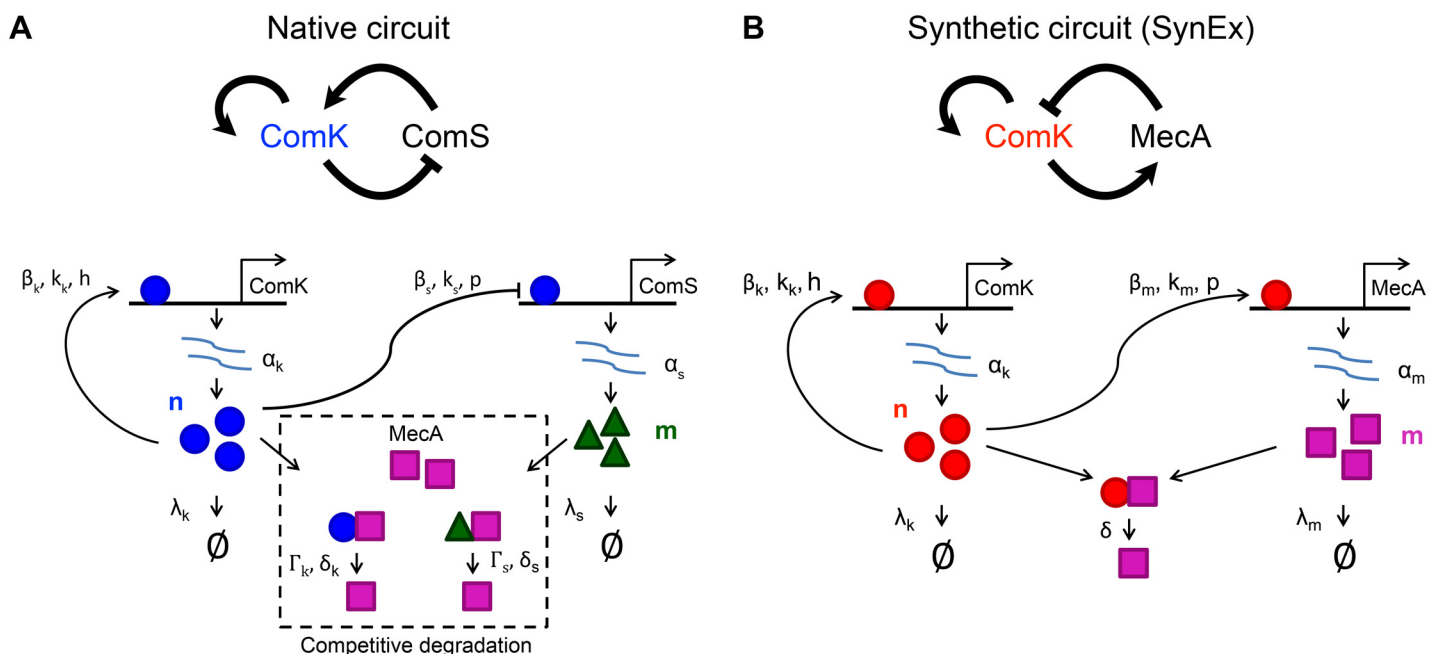 A
Native circuit
ComK
ComS
β_k, k_k, h
ComK
β_s, k_s, p
ComS
α_k
α_s
n
m
MecA
λ_k
λ_s
Ø
Ø
Γ_k, δ_k
Γ_s, δ_s
Competitive degradation
B
Synthetic circuit (SynEx)
ComK
MecA
β_k, k_k, h
ComK
β_m, k_m, p
MecA
α_k
α_m
n
m
λ_k
δ
λ_m
Ø
Ø